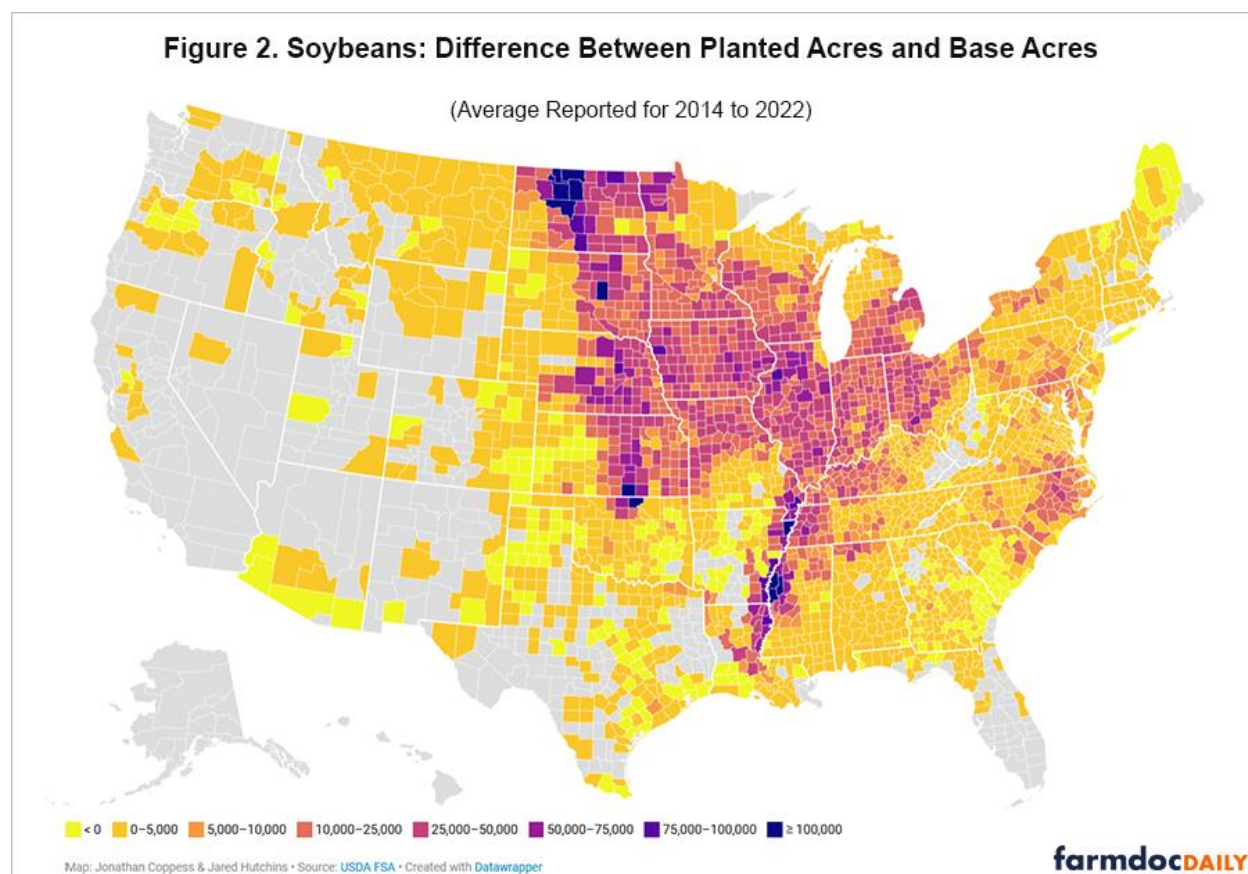 Figure 2. Soybeans: Difference Between Planted Acres and Base Acres
(Average Reported for 2014 to 2022)
< 0 0–5,000 5,000–10,000 10,000–25,000 25,000–50,000 50,000–75,000 75,000–100,000 ≥ 100,000
Map: Jonathan Coppess & Jared Hutchins • Source: USDA FSA • Created with Datawrapper
farmdocDAILY